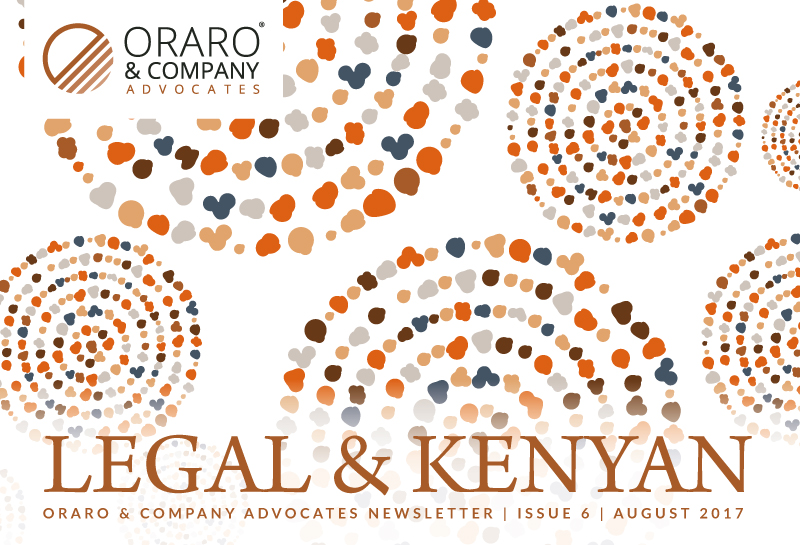 ORARO®
& COMPANY
ADVOCATES
LEGAL & KENYAN
ORARO & COMPANY ADVOCATES NEWSLETTER | ISSUE 6 | AUGUST 2017